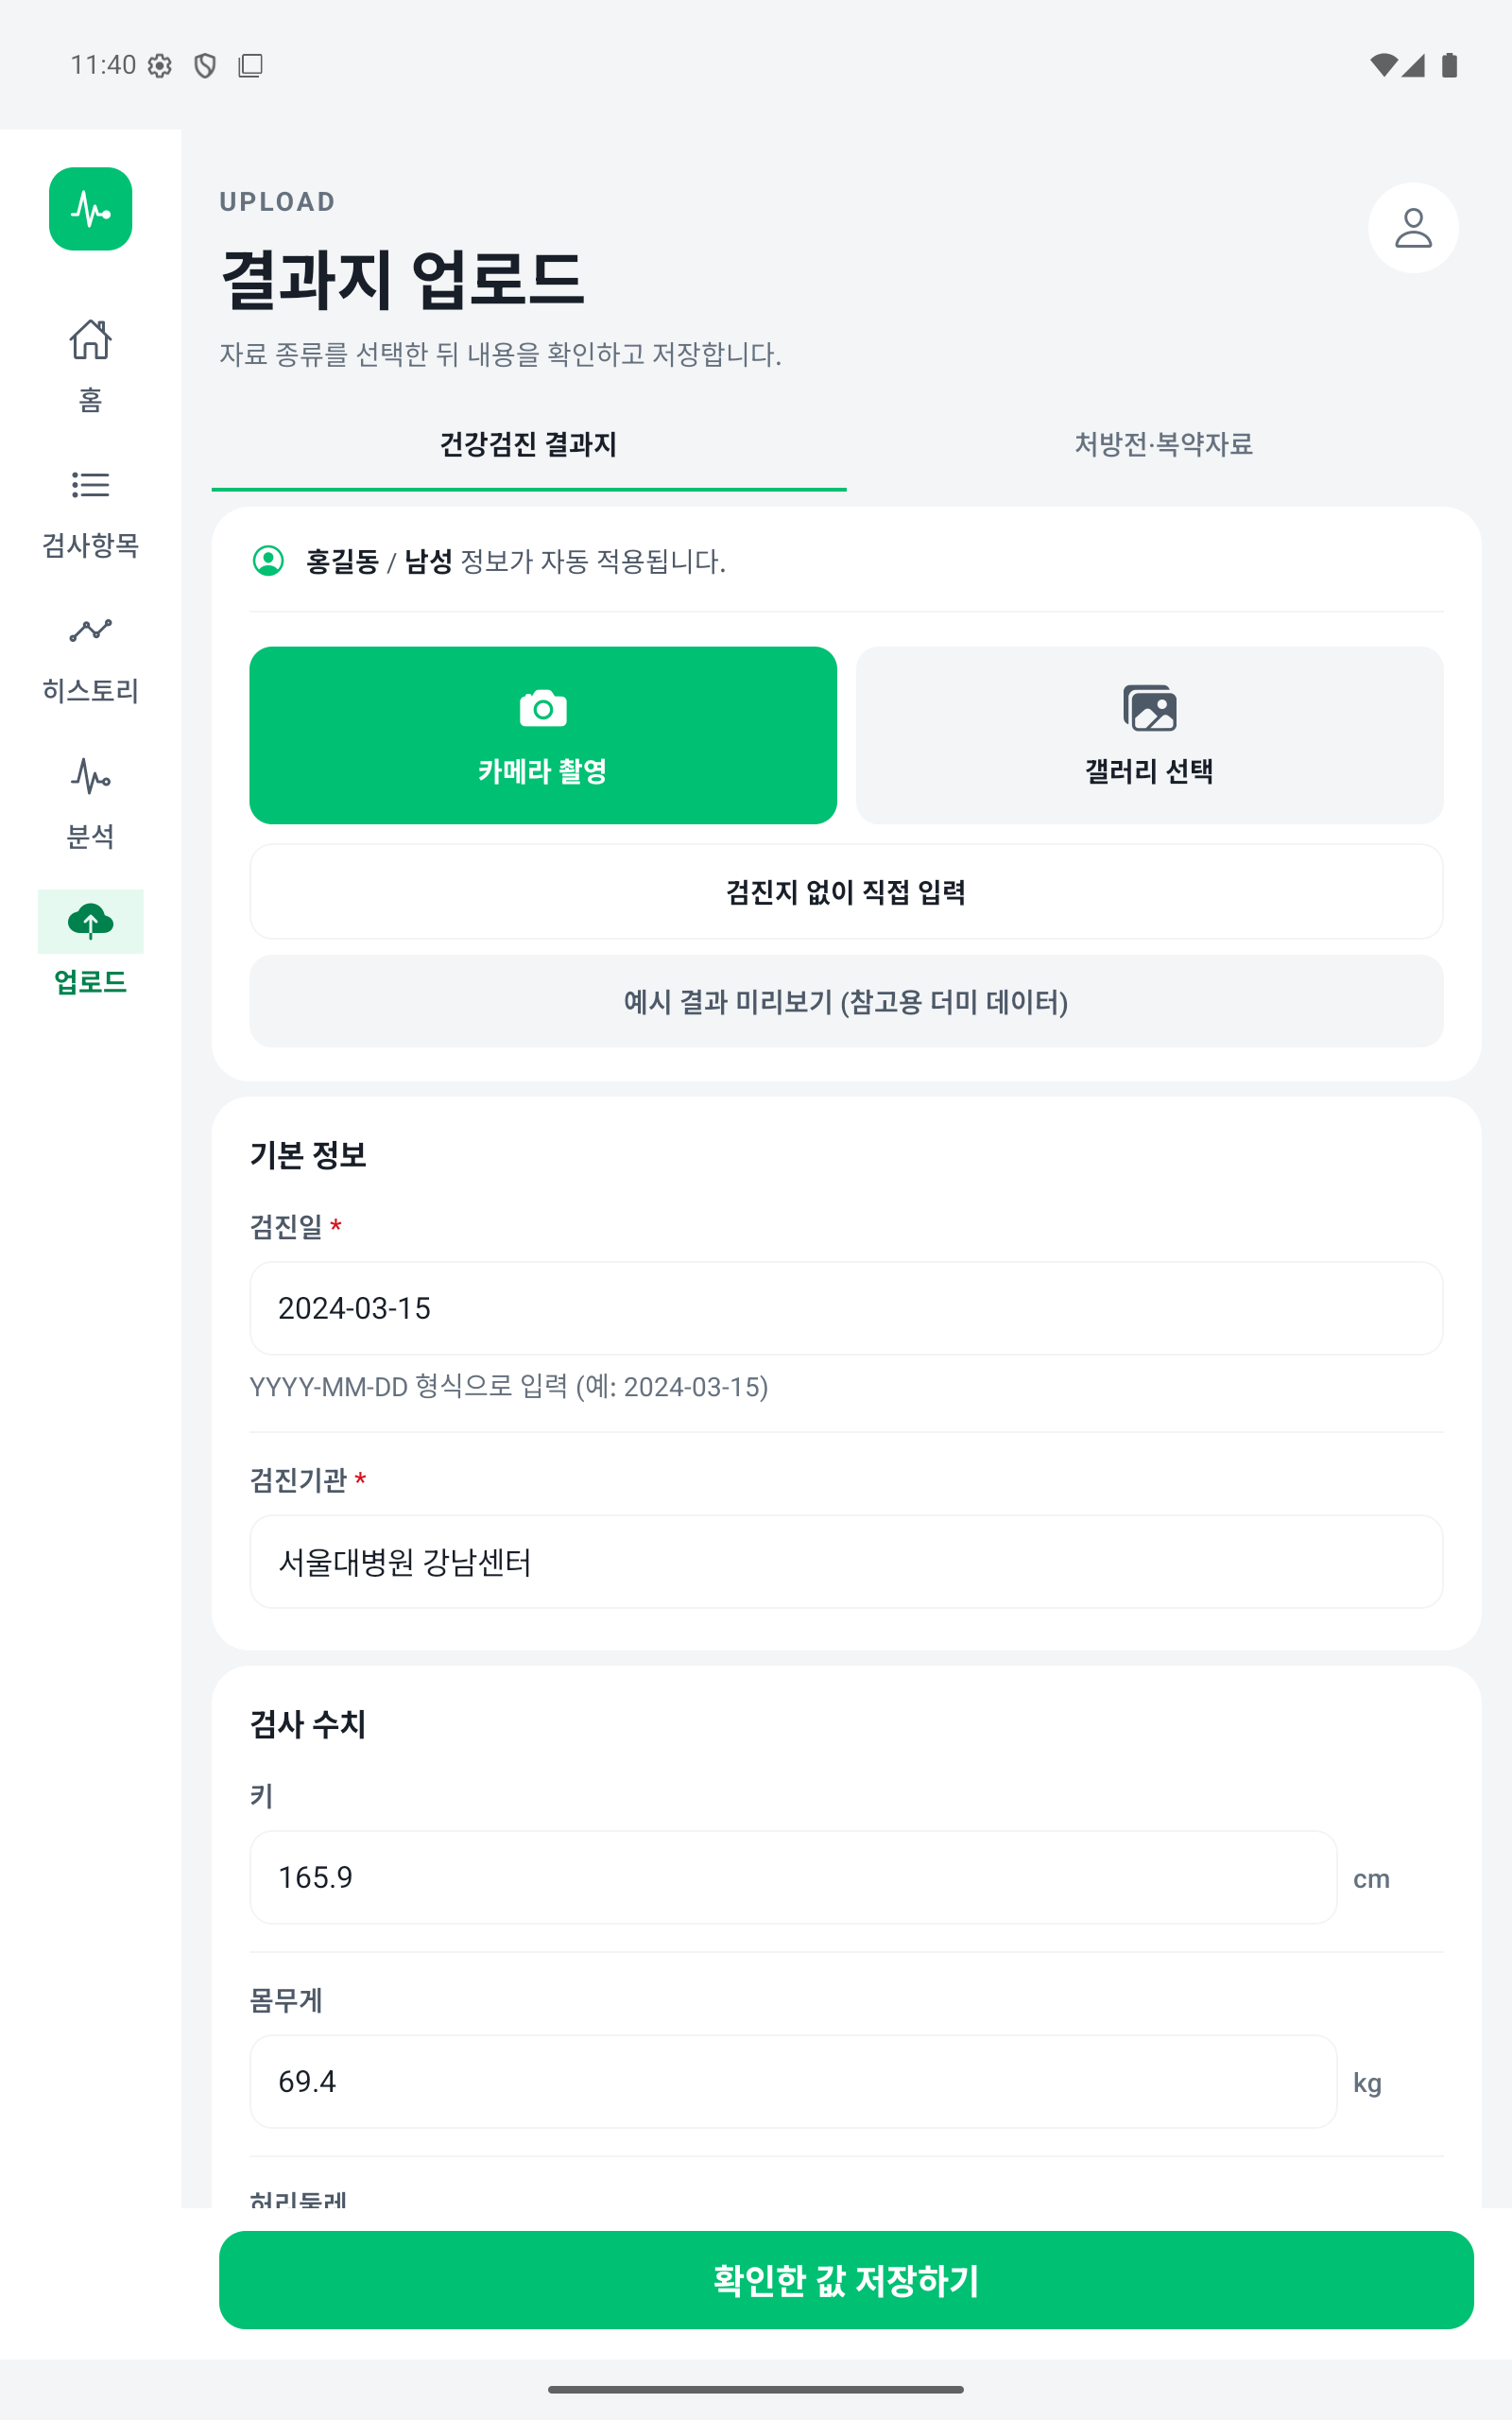 11:40
UPLOAD
결과지 업로드
자료 종류를 선택한 뒤 내용을 확인하고 저장합니다.
홈
검사항목
히스토리
분석
업로드
건강검진 결과지
처방전·복약자료
홍길동 / 남성 정보가 자동 적용됩니다.
카메라 촬영
갤러리 선택
검진지 없이 직접 입력
예시 결과 미리보기 (참고용 더미 데이터)
기본 정보
검진일 *
2024-03-15
YYYY-MM-DD 형식으로 입력 (예: 2024-03-15)
검진기관 *
서울대병원 강남센터
검사 수치
키
165.9
cm
몸무게
69.4
kg
허리둘레
확인한 값 저장하기